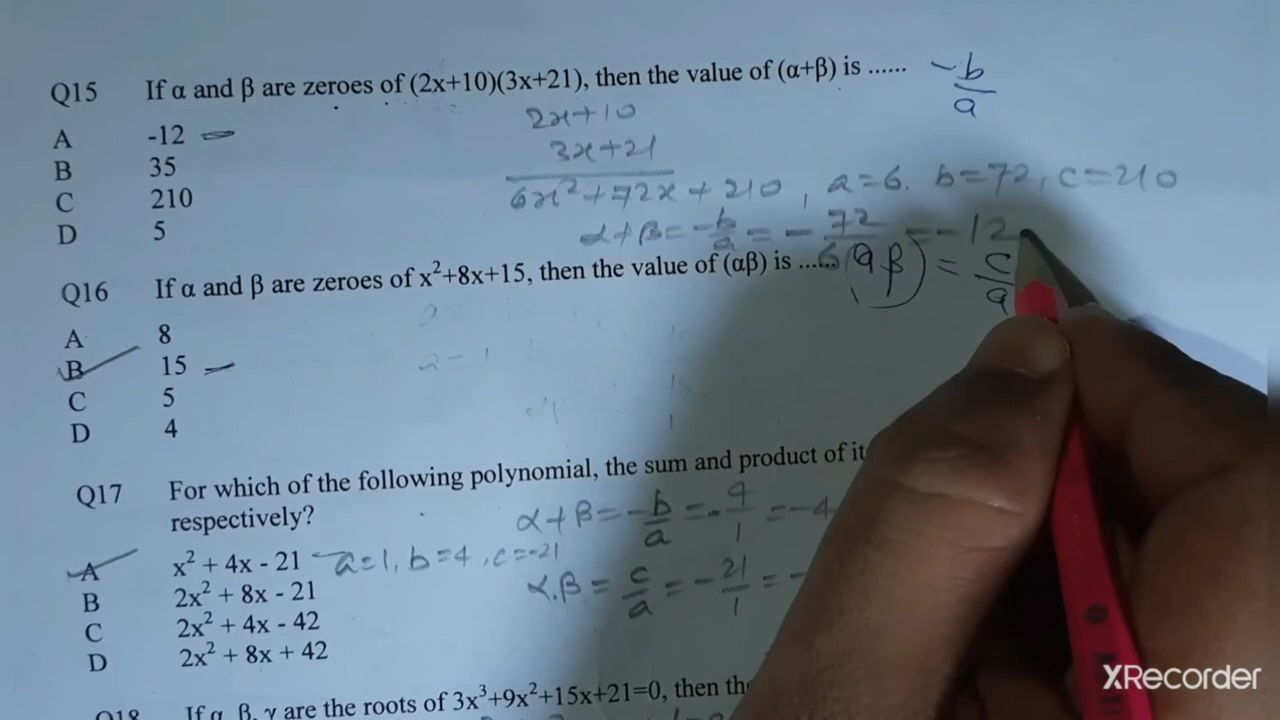 Q15 If α and β are zeroes of (2x+10)(3x+21), then the value of (α+β) is ...... -b/a
A -12
B 35
C 210
D 5
2x+10
3x+21
6x²+72x+210, a=6. b=72, c=210
α+β=-b/a=-72/6=-12
Q16 If α and β are zeroes of x²+8x+15, then the value of (αβ) is ...... (αβ) = c/a
A 8
B 15
C 5
D 4
Q17 For which of the following polynomial, the sum and product of it
respectively?
α+β=-b/a=-4/1=-4
A x² + 4x - 21 a=1, b=4, c=-21
B 2x² + 8x - 21
α.β=c/a=-21/1=-
C 2x² + 4x - 42
D 2x² + 8x + 42
Q18 If α, β, γ are the roots of 3x³+9x²+15x+21=0, then the
XRecorder